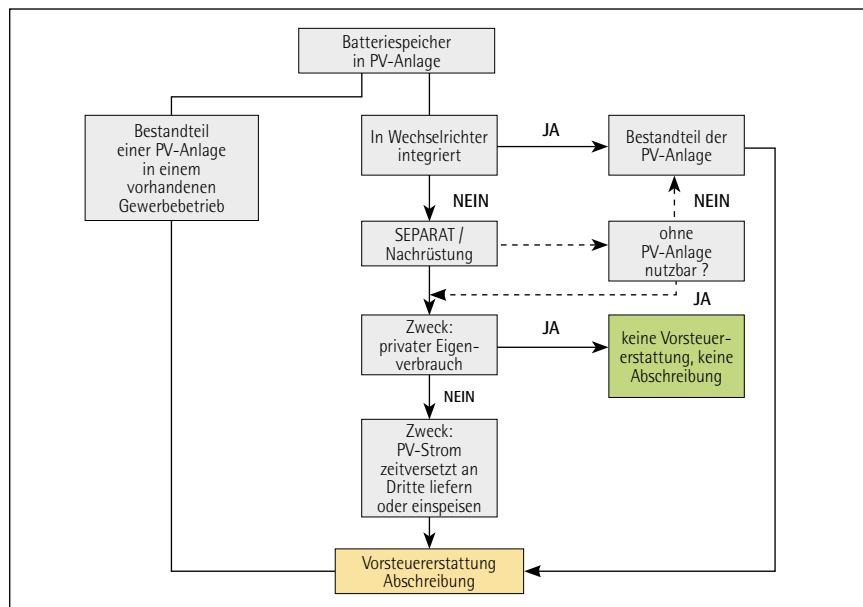 Batteriespeicher
in PV-Anlage
Bestandteil
einer PV-Anlage
in einem
vorhandenen
Gewerbebetrieb
In Wechselrichter
integriert
JA
Bestandteil der
PV-Anlage
NEIN
NEIN
SEPARAT /
Nachrüstung
ohne
PV-Anlage
nutzbar ?
JA
Zweck:
privater Eigen-
verbrauch
JA
keine Vorsteuer-
erstattung, keine
Abschreibung
NEIN
Zweck:
PV-Strom
zeitversetzt an
Dritte liefern
oder einspeisen
Vorsteuererstattung
Abschreibung